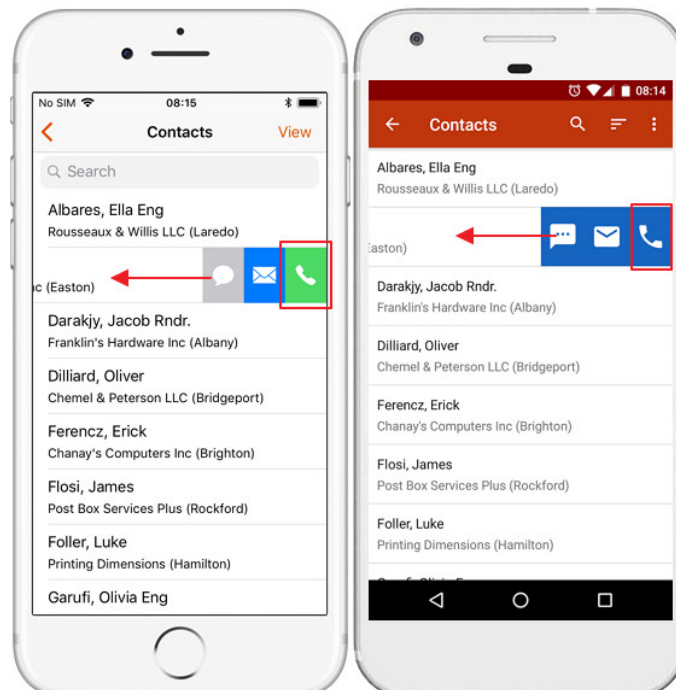 No SIM 08:15
Contacts View
Search
Albares, Ella Eng
Rousseaux & Willis LLC (Laredo)
(Easton)
Darakjy, Jacob Rndr.
Franklin's Hardware Inc (Albany)
Dilliard, Oliver
Chemel & Peterson LLC (Bridgeport)
Ferencz, Erick
Chanay's Computers Inc (Brighton)
Flosi, James
Post Box Services Plus (Rockford)
Foller, Luke
Printing Dimensions (Hamilton)
Garufi, Olivia Eng
08:14
Contacts
Albares, Ella Eng
Rousseaux & Willis LLC (Laredo)
Easton)
Darakjy, Jacob Rndr.
Franklin's Hardware Inc (Albany)
Dilliard, Oliver
Chemel & Peterson LLC (Bridgeport)
Ferencz, Erick
Chanay's Computers Inc (Brighton)
Flosi, James
Post Box Services Plus (Rockford)
Foller, Luke
Printing Dimensions (Hamilton)